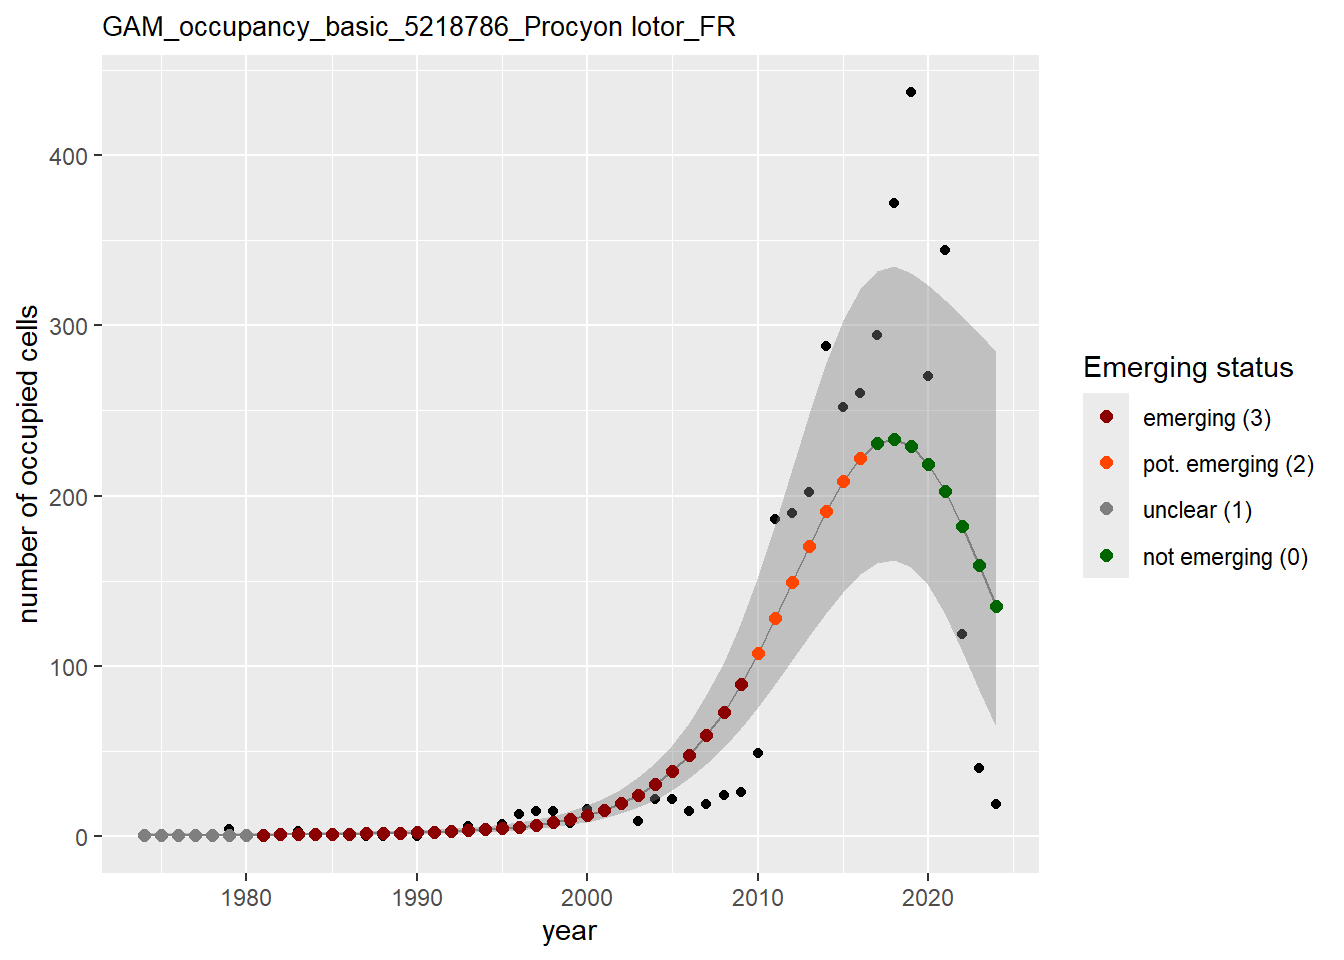 GAM_occupancy_basic_5218786_Procyon lotor_FR
number of occupied cells
400
300
200
100
0
1980 1990 2000 2010 2020
year
Emerging status
emerging (3)
pot. emerging (2)
unclear (1)
not emerging (0)